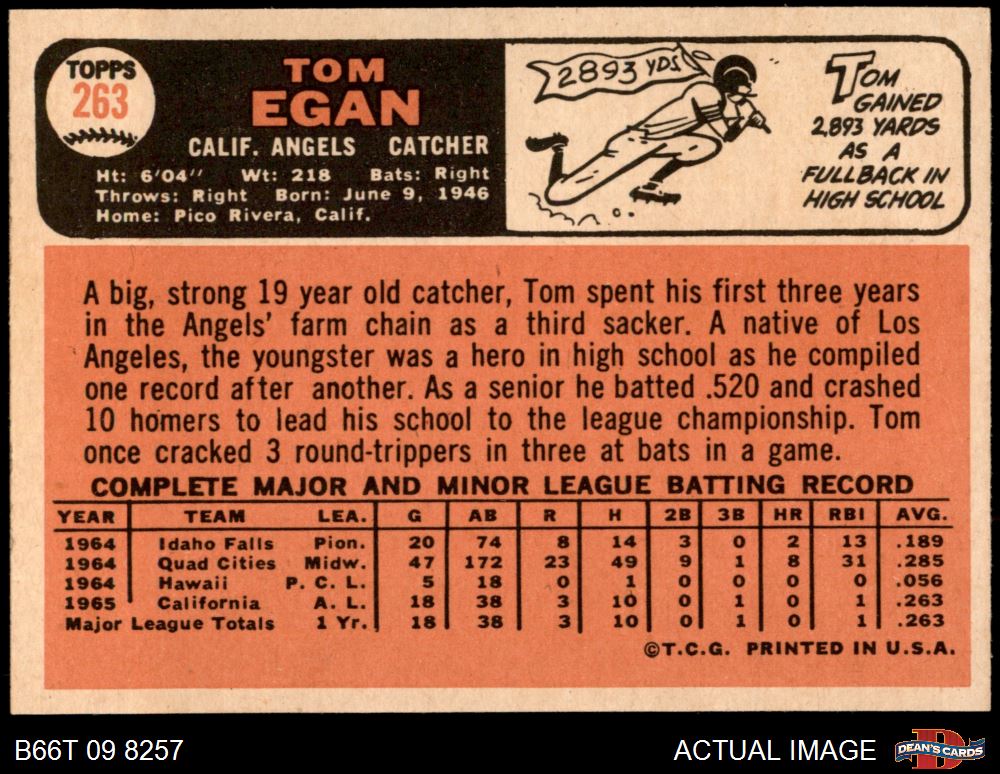 TOPPS
263
TOM
EGAN
CALIF. ANGELS CATCHER
Ht: 6'04" Wt: 218 Bats: Right
Throws: Right Born: June 9, 1946
Home: Pico Rivera, Calif.
2893 YDS
TOM
GAINED
2,893 YARDS
AS A
FULLBACK IN
HIGH SCHOOL
A big, strong 19 year old catcher, Tom spent his first three years
in the Angels' farm chain as a third sacker. A native of Los
Angeles, the youngster was a hero in high school as he compiled
one record after another. As a senior he batted .520 and crashed
10 homers to lead his school to the league championship. Tom
once cracked 3 round-trippers in three at bats in a game.
COMPLETE MAJOR AND MINOR LEAGUE BATTING RECORD
YEAR TEAM LEA. G AB R H 2B 3B HR RBI AVG.
1964 Idaho Falls Pion. 20 74 8 14 3 0 2 13 .189
1964 Quad Cities Midw. 47 172 23 49 9 1 8 31 .285
1964 Hawaii P. C. L. 5 18 0 1 0 0 0 0 .056
1965 California A. L. 18 38 3 10 0 1 0 1 .263
Major League Totals 1 Yr. 18 38 3 10 0 1 0 1 .263
©T.C.G. PRINTED IN U.S.A.
B66T 09 8257 ACTUAL IMAGE
D
DEAN'S CARDS